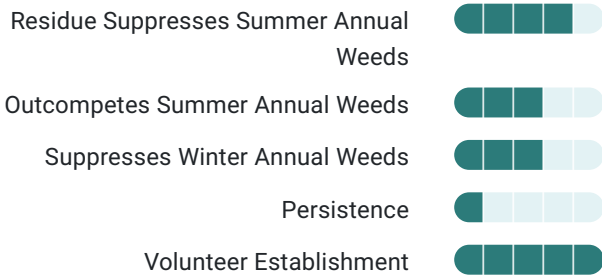 Residue Suppresses Summer Annual
Weeds
Outcompetes Summer Annual Weeds
Suppresses Winter Annual Weeds
Persistence
Volunteer Establishment